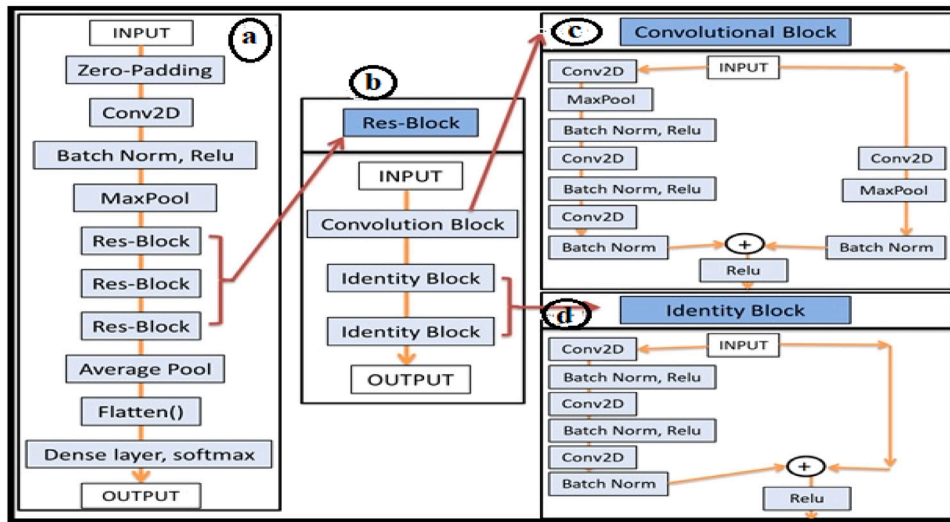 a
INPUT
Zero-Padding
Conv2D
Batch Norm, Relu
MaxPool
Res-Block
Res-Block
Res-Block
Average Pool
Flatten()
Dense layer, softmax
OUTPUT
b
Res-Block
INPUT
Convolution Block
Identity Block
Identity Block
OUTPUT
c
Convolutional Block
INPUT
Conv2D
MaxPool
Batch Norm, Relu
Conv2D
Batch Norm, Relu
Conv2D
Batch Norm
Conv2D
MaxPool
Batch Norm
+
Relu
d
Identity Block
INPUT
Conv2D
Batch Norm, Relu
Conv2D
Batch Norm, Relu
Conv2D
Batch Norm
+
Relu